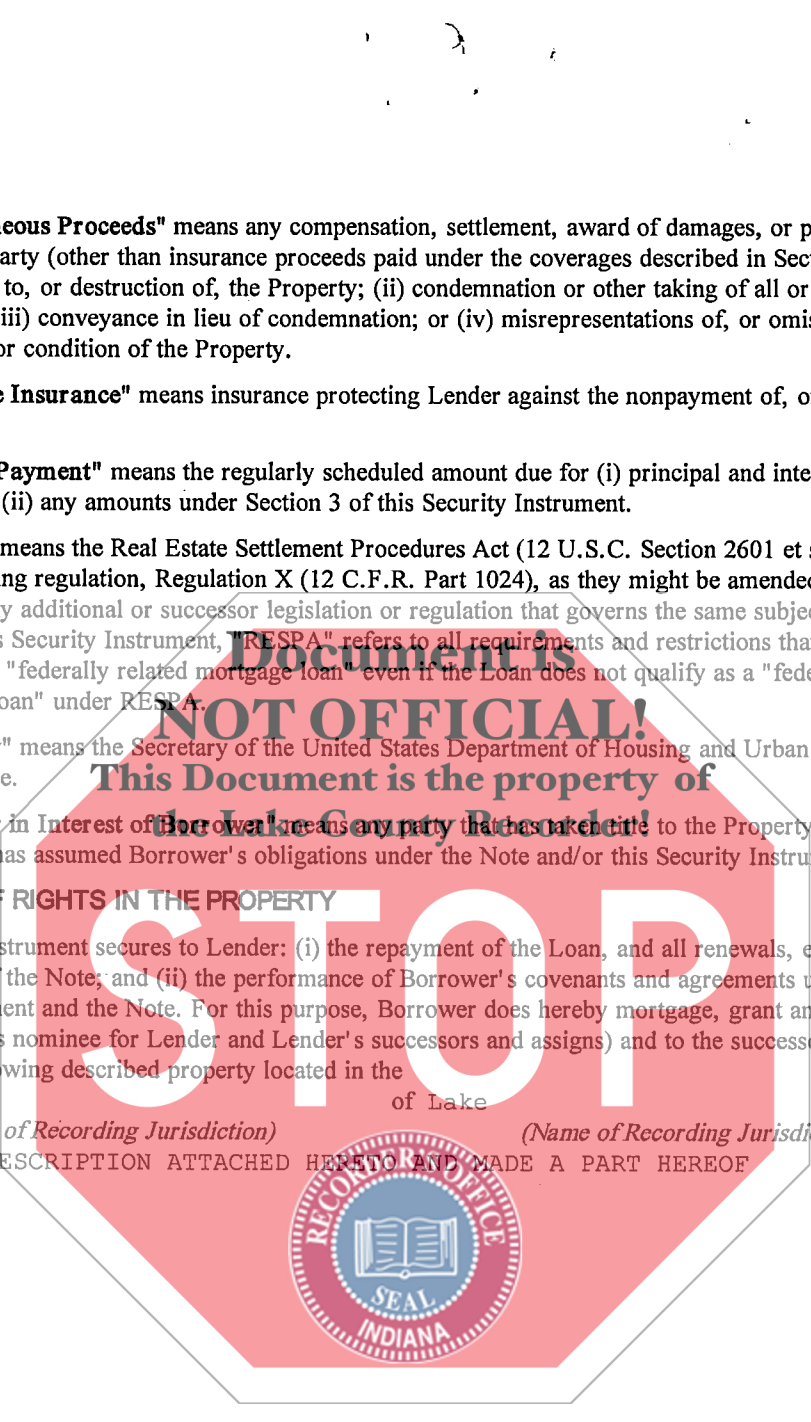 eous Proceeds" means any compensation, settlement, award of damages, or p
arty (other than insurance proceeds paid under the coverages described in Sec
to, or destruction of, the Property; (ii) condemnation or other taking of all or
iii) conveyance in lieu of condemnation; or (iv) misrepresentations of, or omis
or condition of the Property.
e Insurance" means insurance protecting Lender against the nonpayment of, o
Payment" means the regularly scheduled amount due for (i) principal and inte
(ii) any amounts under Section 3 of this Security Instrument.
means the Real Estate Settlement Procedures Act (12 U.S.C. Section 2601 et s
ng regulation, Regulation X (12 C.F.R. Part 1024), as they might be amended
y additional or successor legislation or regulation that governs the same subje
s Security Instrument, "RESPA" refers to all requirements and restrictions tha
Document is
"federally related mortgage loan" even if the Loan does not qualify as a "fede
oan" under RESPA.
NOT OFFICIAL!
" means the Secretary of the United States Department of Housing and Urban
e.
This Document is the property of
the Lake County Recorder!
in Interest of Borrower" means any party that has taken title to the Property
has assumed Borrower's obligations under the Note and/or this Security Instru
F RIGHTS IN THE PROPERTY
STOP
strument secures to Lender: (i) the repayment of the Loan, and all renewals, e
the Note; and (ii) the performance of Borrower's covenants and agreements u
ent and the Note. For this purpose, Borrower does hereby mortgage, grant an
s nominee for Lender and Lender's successors and assigns) and to the success
wing described property located in the
of Lake
of Recording Jurisdiction) (Name of Recording Jurisdi
ESCRIPTION ATTACHED HERETO AND MADE A PART HEREOF
RECORDER'S OFFICE
SEAL
INDIANA